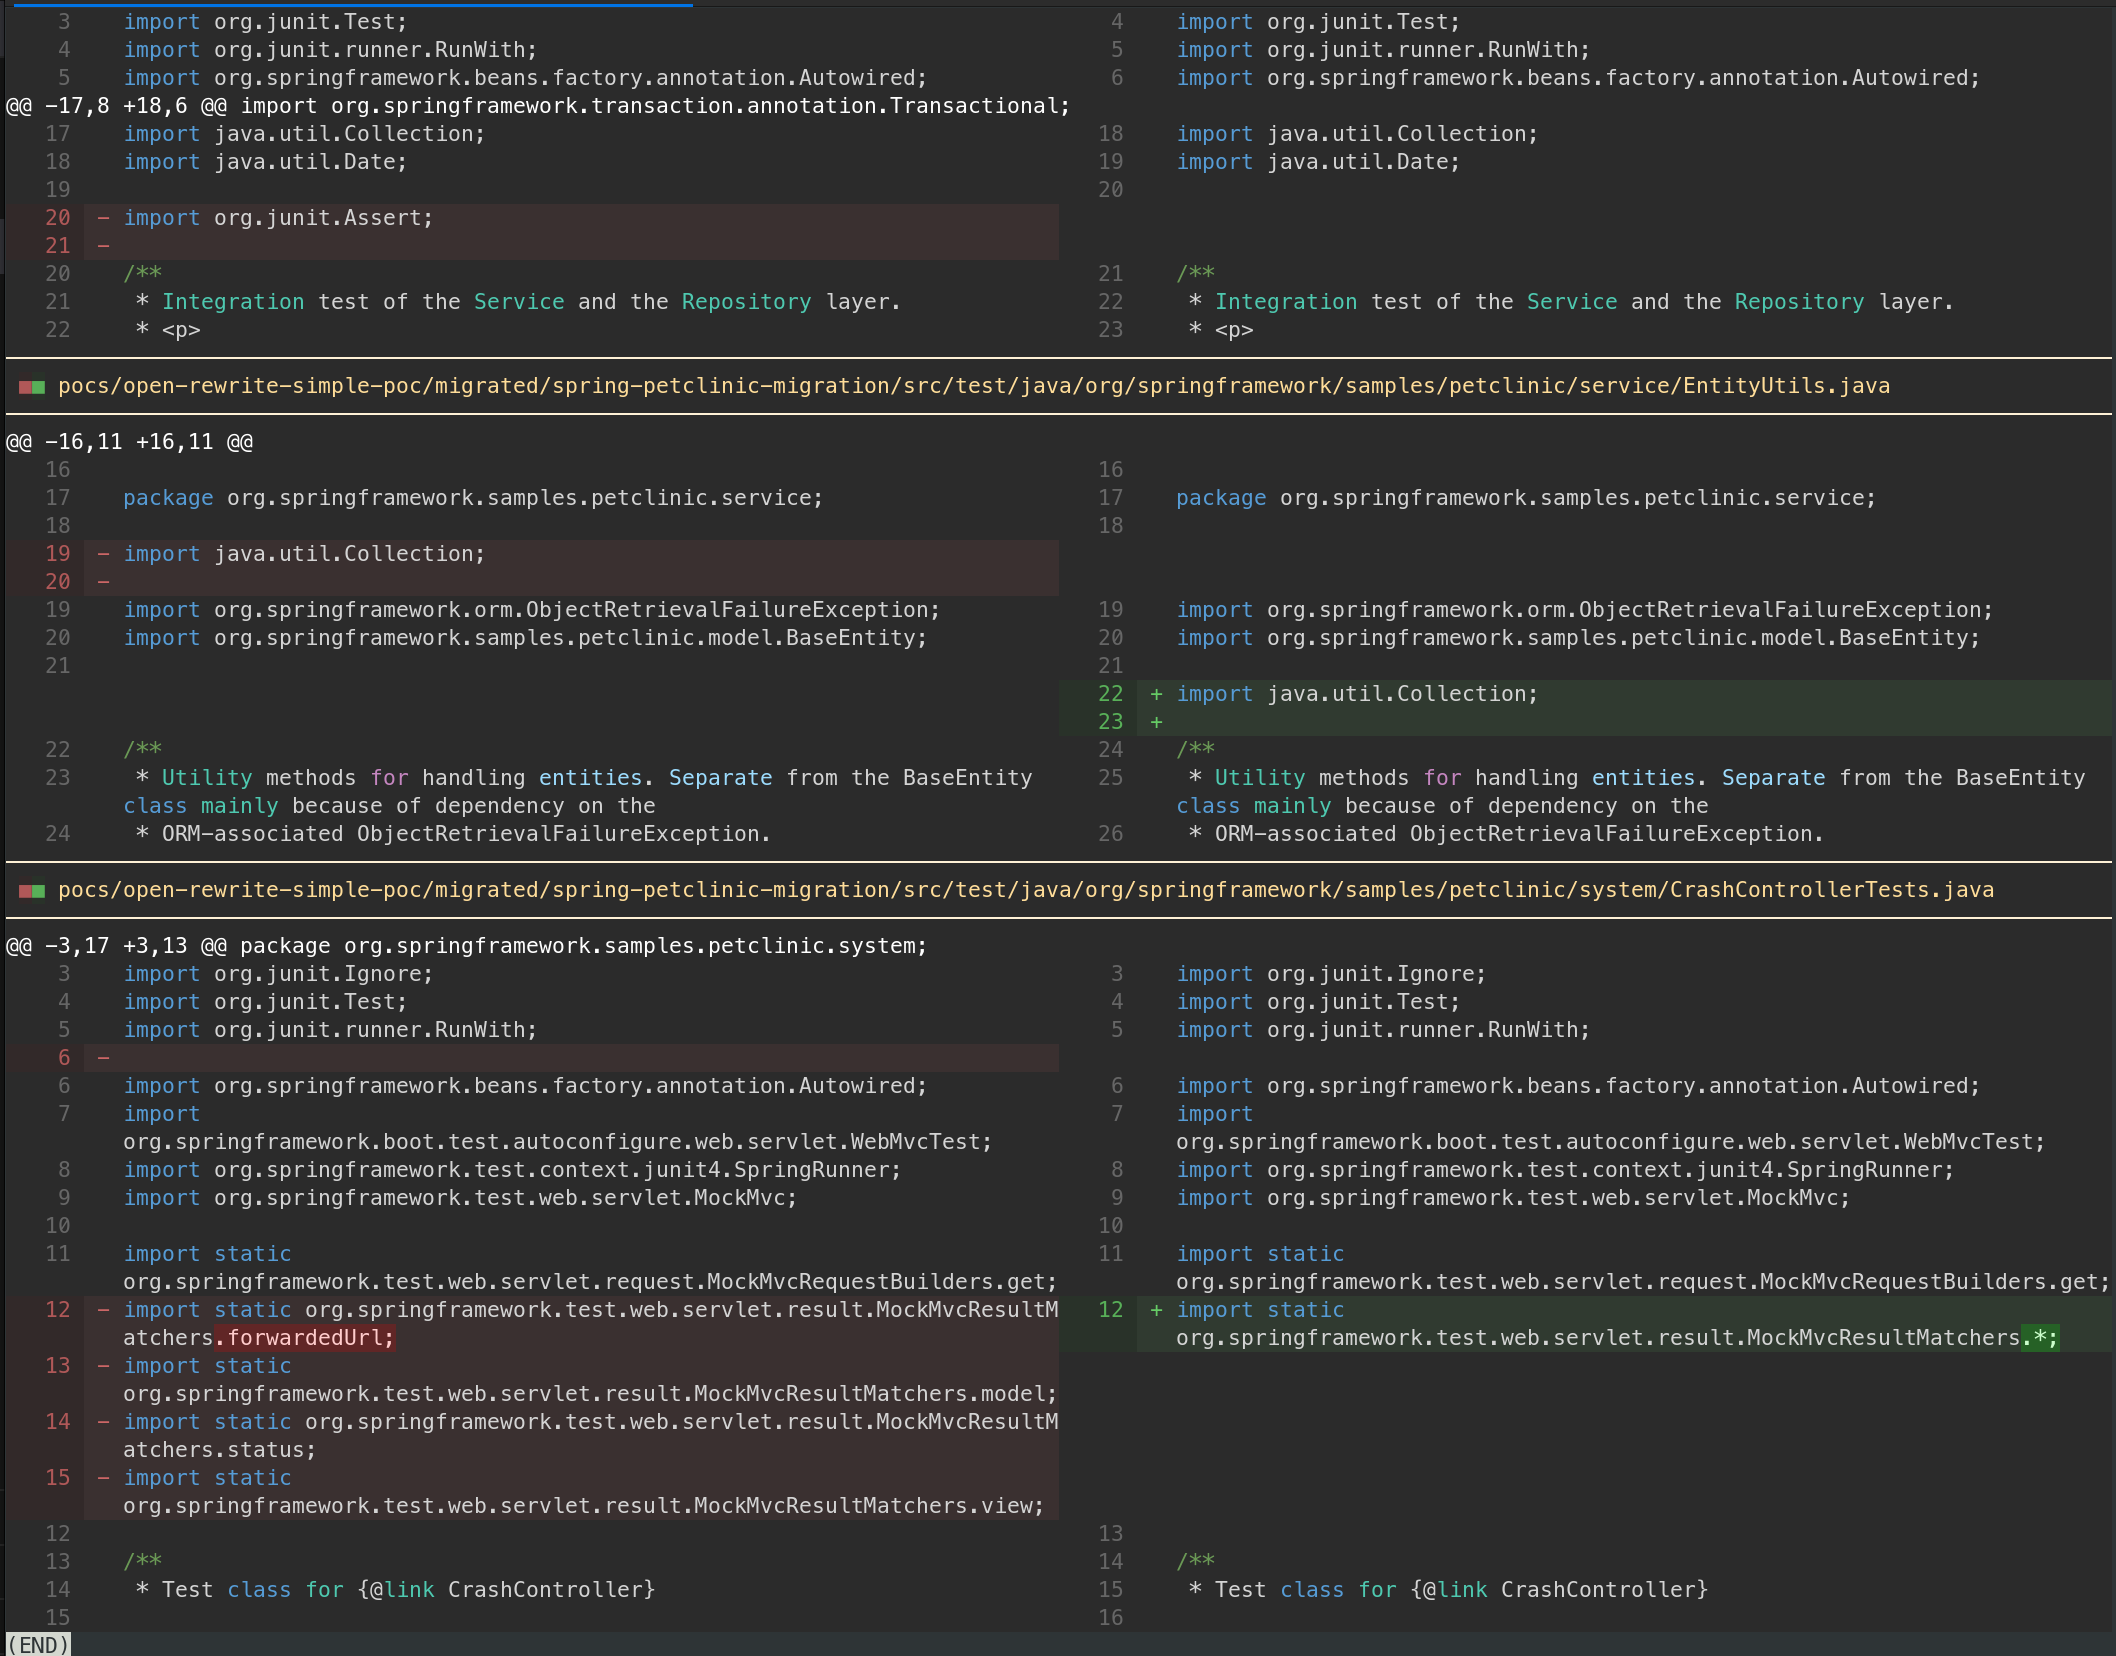 3 import org.junit.Test; 4 import org.junit.Test;
4 import org.junit.runner.RunWith; 5 import org.junit.runner.RunWith;
5 import org.springframework.beans.factory.annotation.Autowired; 6 import org.springframework.beans.factory.annotation.Autowired;
@@ -17,8 +18,6 @@ import org.springframework.transaction.annotation.Transactional;
17 import java.util.Collection; 18 import java.util.Collection;
18 import java.util.Date; 19 import java.util.Date;
19 20
20 - import org.junit.Assert;
21 -
20 /** 21 /**
21 * Integration test of the Service and the Repository layer. 22 * Integration test of the Service and the Repository layer.
22 * <p> 23 * <p>
pocs/open-rewrite-simple-poc/migrated/spring-petclinic-migration/src/test/java/org/springframework/samples/petclinic/service/EntityUtils.java
@@ -16,11 +16,11 @@
16 16
17 package org.springframework.samples.petclinic.service; 17 package org.springframework.samples.petclinic.service;
18 18
19 - import java.util.Collection;
20 -
19 import org.springframework.orm.ObjectRetrievalFailureException; 19 import org.springframework.orm.ObjectRetrievalFailureException;
20 import org.springframework.samples.petclinic.model.BaseEntity; 20 import org.springframework.samples.petclinic.model.BaseEntity;
21 21
22 + import java.util.Collection;
23 +
22 /** 24 /**
23 * Utility methods for handling entities. Separate from the BaseEntity 25 * Utility methods for handling entities. Separate from the BaseEntity
class mainly because of dependency on the class mainly because of dependency on the
24 * ORM-associated ObjectRetrievalFailureException. 26 * ORM-associated ObjectRetrievalFailureException.
pocs/open-rewrite-simple-poc/migrated/spring-petclinic-migration/src/test/java/org/springframework/samples/petclinic/system/CrashControllerTests.java
@@ -3,17 +3,13 @@ package org.springframework.samples.petclinic.system;
3 import org.junit.Ignore; 3 import org.junit.Ignore;
4 import org.junit.Test; 4 import org.junit.Test;
5 import org.junit.runner.RunWith; 5 import org.junit.runner.RunWith;
6 -
6 import org.springframework.beans.factory.annotation.Autowired; 6 import org.springframework.beans.factory.annotation.Autowired;
7 import 7 import
org.springframework.boot.test.autoconfigure.web.servlet.WebMvcTest; org.springframework.boot.test.autoconfigure.web.servlet.WebMvcTest;
8 import org.springframework.test.context.junit4.SpringRunner; 8 import org.springframework.test.context.junit4.SpringRunner;
9 import org.springframework.test.web.servlet.MockMvc; 9 import org.springframework.test.web.servlet.MockMvc;
10 10
11 import static 11 import static
org.springframework.test.web.servlet.request.MockMvcRequestBuilders.get; org.springframework.test.web.servlet.request.MockMvcRequestBuilders.get;
12 - import static org.springframework.test.web.servlet.result.MockMvcResultM 12 + import static
atchers.forwardedUrl; org.springframework.test.web.servlet.result.MockMvcResultMatchers.*;
13 - import static
org.springframework.test.web.servlet.result.MockMvcResultMatchers.model;
14 - import static org.springframework.test.web.servlet.result.MockMvcResultM
atchers.status;
15 - import static
org.springframework.test.web.servlet.result.MockMvcResultMatchers.view;
12 13
13 /** 14 /**
14 * Test class for {@link CrashController} 15 * Test class for {@link CrashController}
15 16
(END)